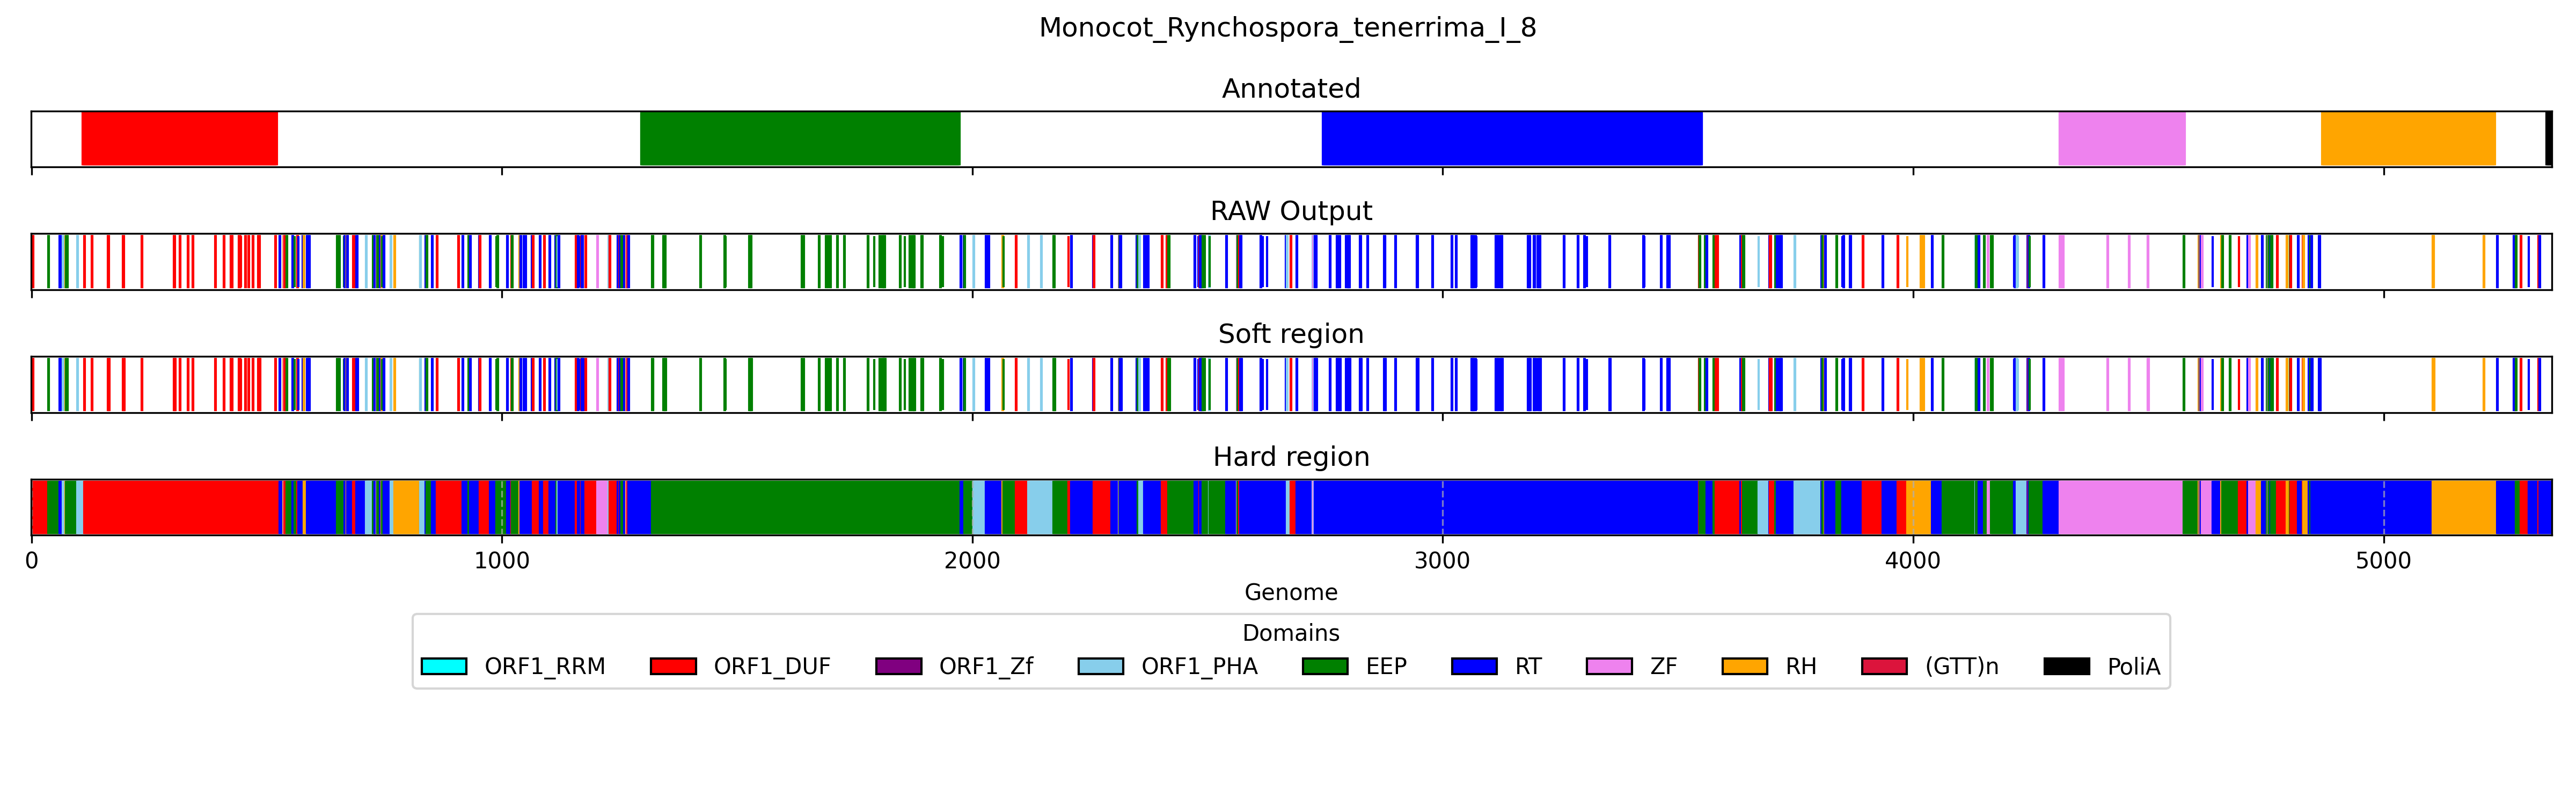 Monocot_Rynchospora_tenerrima_I_8
Annotated
RAW Output
Soft region
Hard region
0 1000 2000 3000 4000 5000
Genome
Domains
ORF1_RRM ORF1_DUF ORF1_Zf ORF1_PHA EEP RT ZF RH (GTT)n PoliA